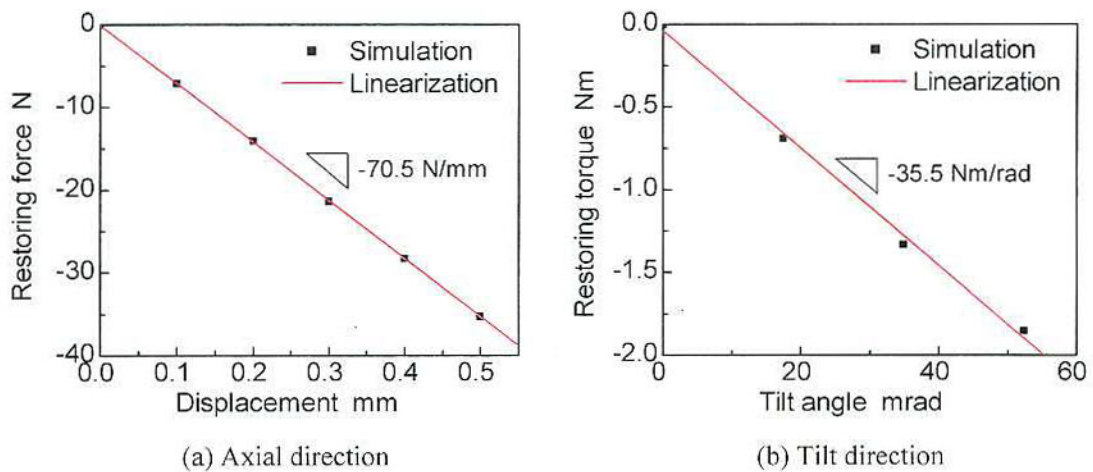 0
-10
-20
-30
-40
Restoring force N
Simulation
Linearization
-70.5 N/mm
0.0 0.1 0.2 0.3 0.4 0.5
Displacement mm
(a) Axial direction
0.0
-0.5
-1.0
-1.5
-2.0
Restoring torque Nm
Simulation
Linearization
-35.5 Nm/rad
0 20 40 60
Tilt angle mrad
(b) Tilt direction